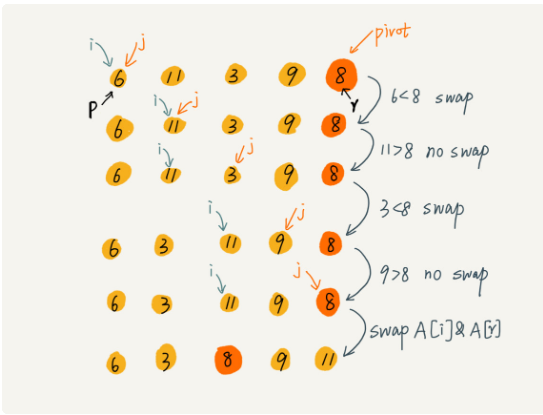 i j pivot
6 11 3 9 8
p i j r 6<8 swap
6 11 3 9 8
i j 11>8 no swap
6 11 3 9 8
3<8 swap
i j
6 3 11 9 8
i j 9>8 no swap
6 3 11 9 8
swap A[i]&A[r]
6 3 8 9 11